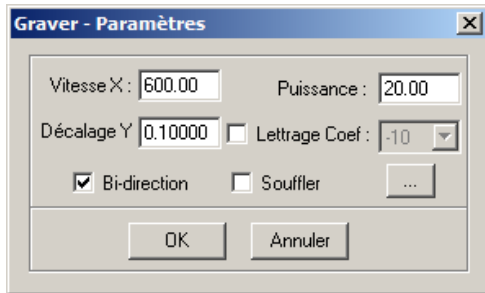 Graver - Paramètres
Vitesse X : 600.00 Puissance : 20.00
Décalage Y 0.10000 Lettrage Coef : -10
Bi-direction Souffler ...
OK Annuler